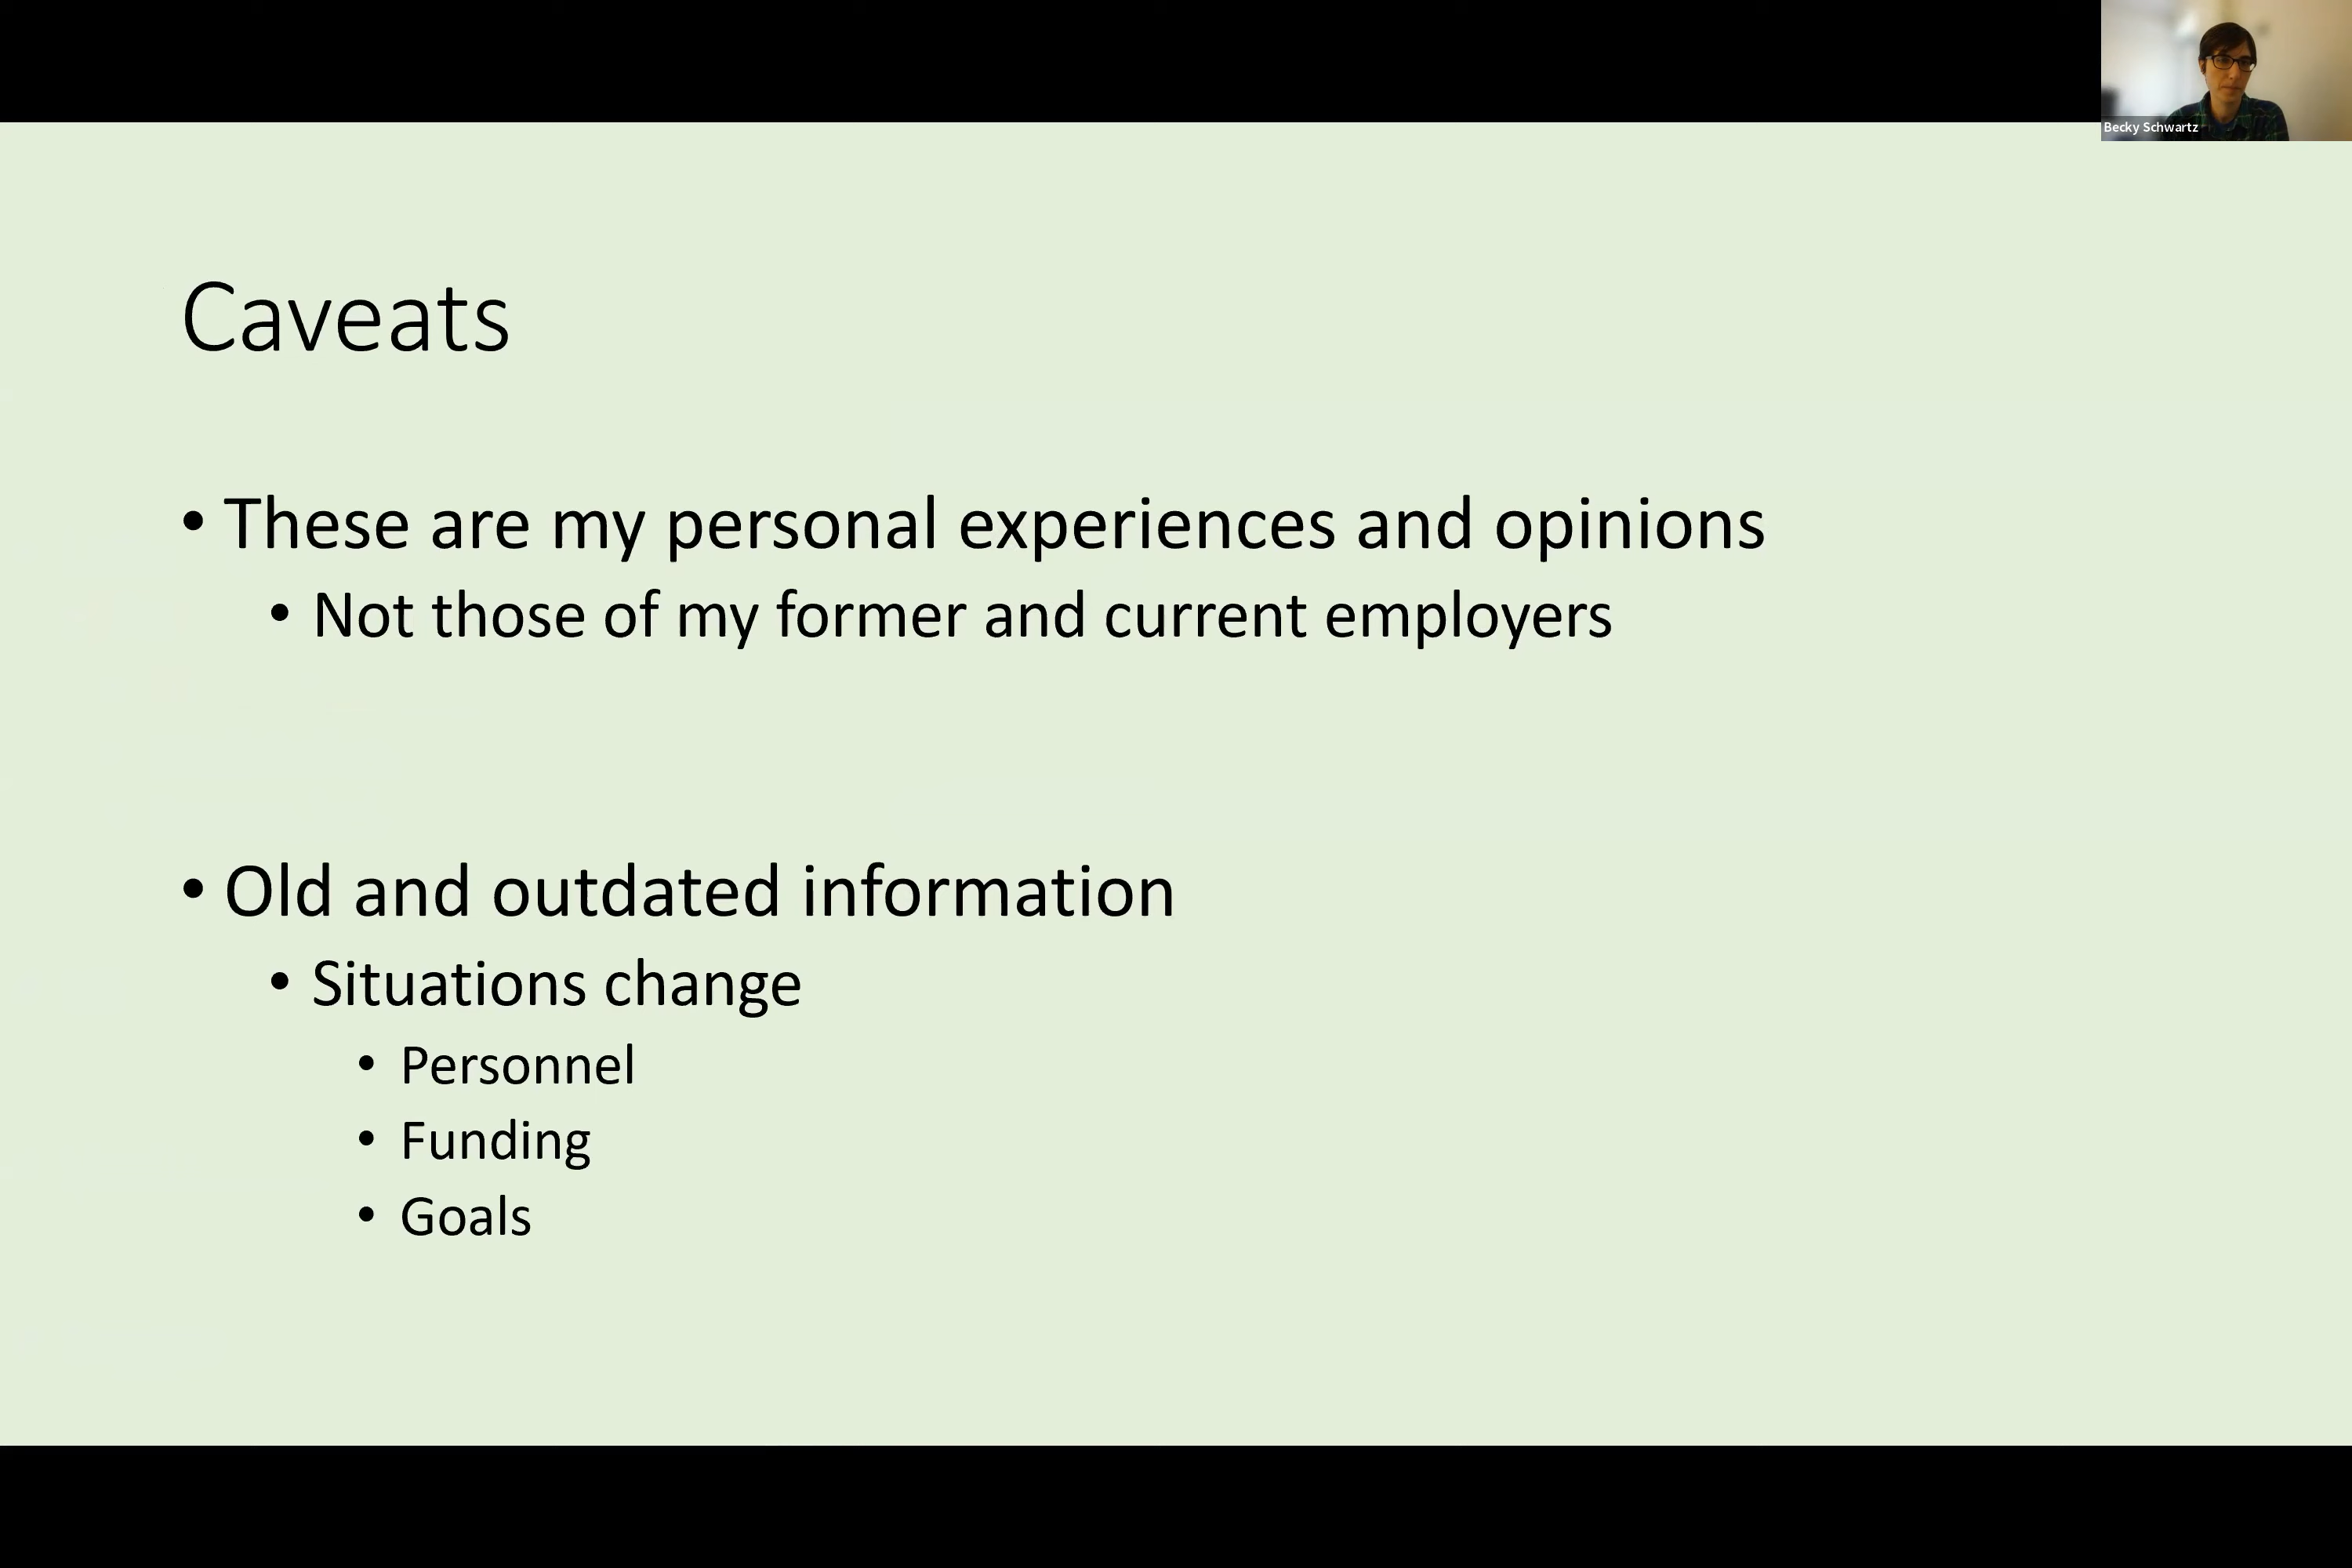 Becky Schwartz
Caveats
• These are my personal experiences and opinions
• Not those of my former and current employers
• Old and outdated information
• Situations change
• Personnel
• Funding
• Goals